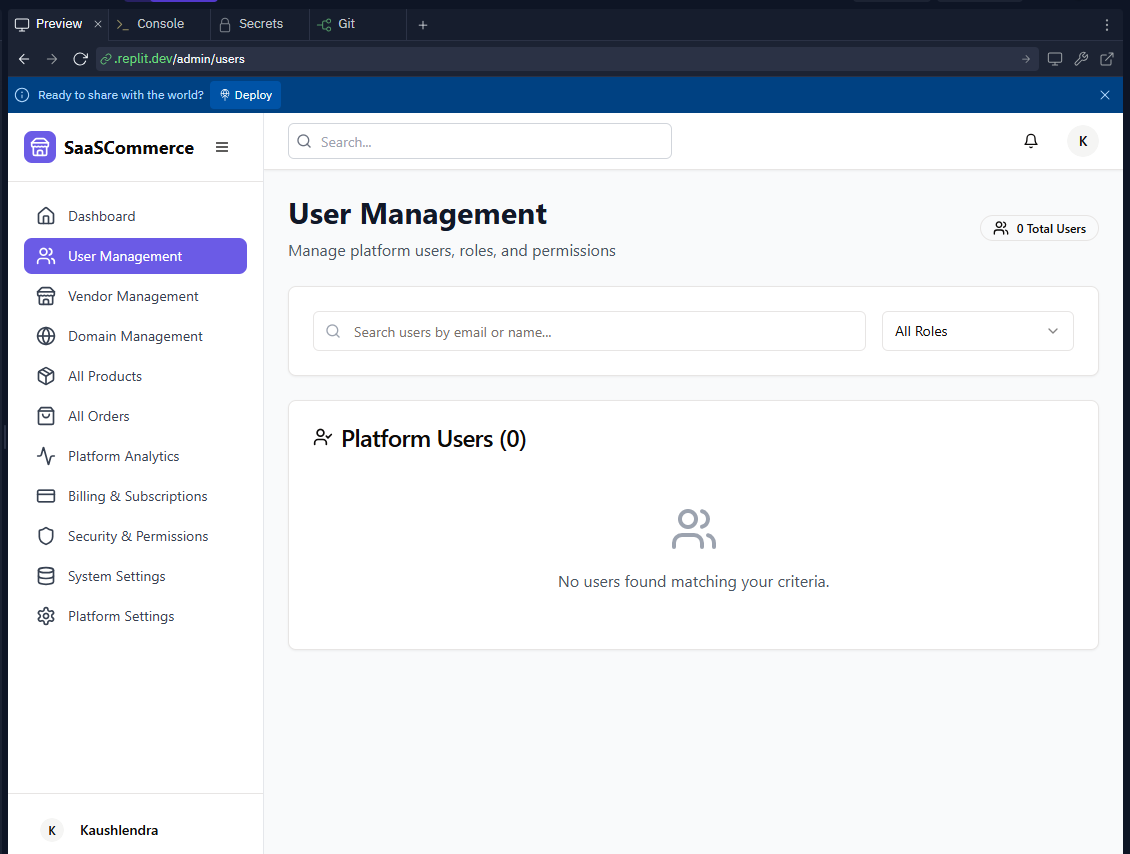 Preview
Console
Secrets
Git
.replit.dev/admin/users
Ready to share with the world?
Deploy
SaaSCommerce
Search...
K
Dashboard
User Management
Vendor Management
Domain Management
All Products
All Orders
Platform Analytics
Billing & Subscriptions
Security & Permissions
System Settings
Platform Settings
K
Kaushlendra
User Management
Manage platform users, roles, and permissions
0 Total Users
Search users by email or name...
All Roles
Platform Users (0)
No users found matching your criteria.